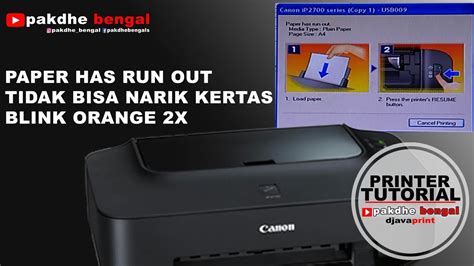 pakdhe bengal
@pakdhe_bengal @pakdhebengals
PAPER HAS RUN OUT
TIDAK BISA NARIK KERTAS
BLINK ORANGE 2X
Canon iP2700 series (Copy 1) - USB009
Paper has run out.
Media Type : Plain Paper
Page Size : A4
1. Load paper.
2. Press the printer's RESUME
button.
Cancel Printing
Canon
PRINTER
TUTORIAL
pakdhe bengal
djavaprint